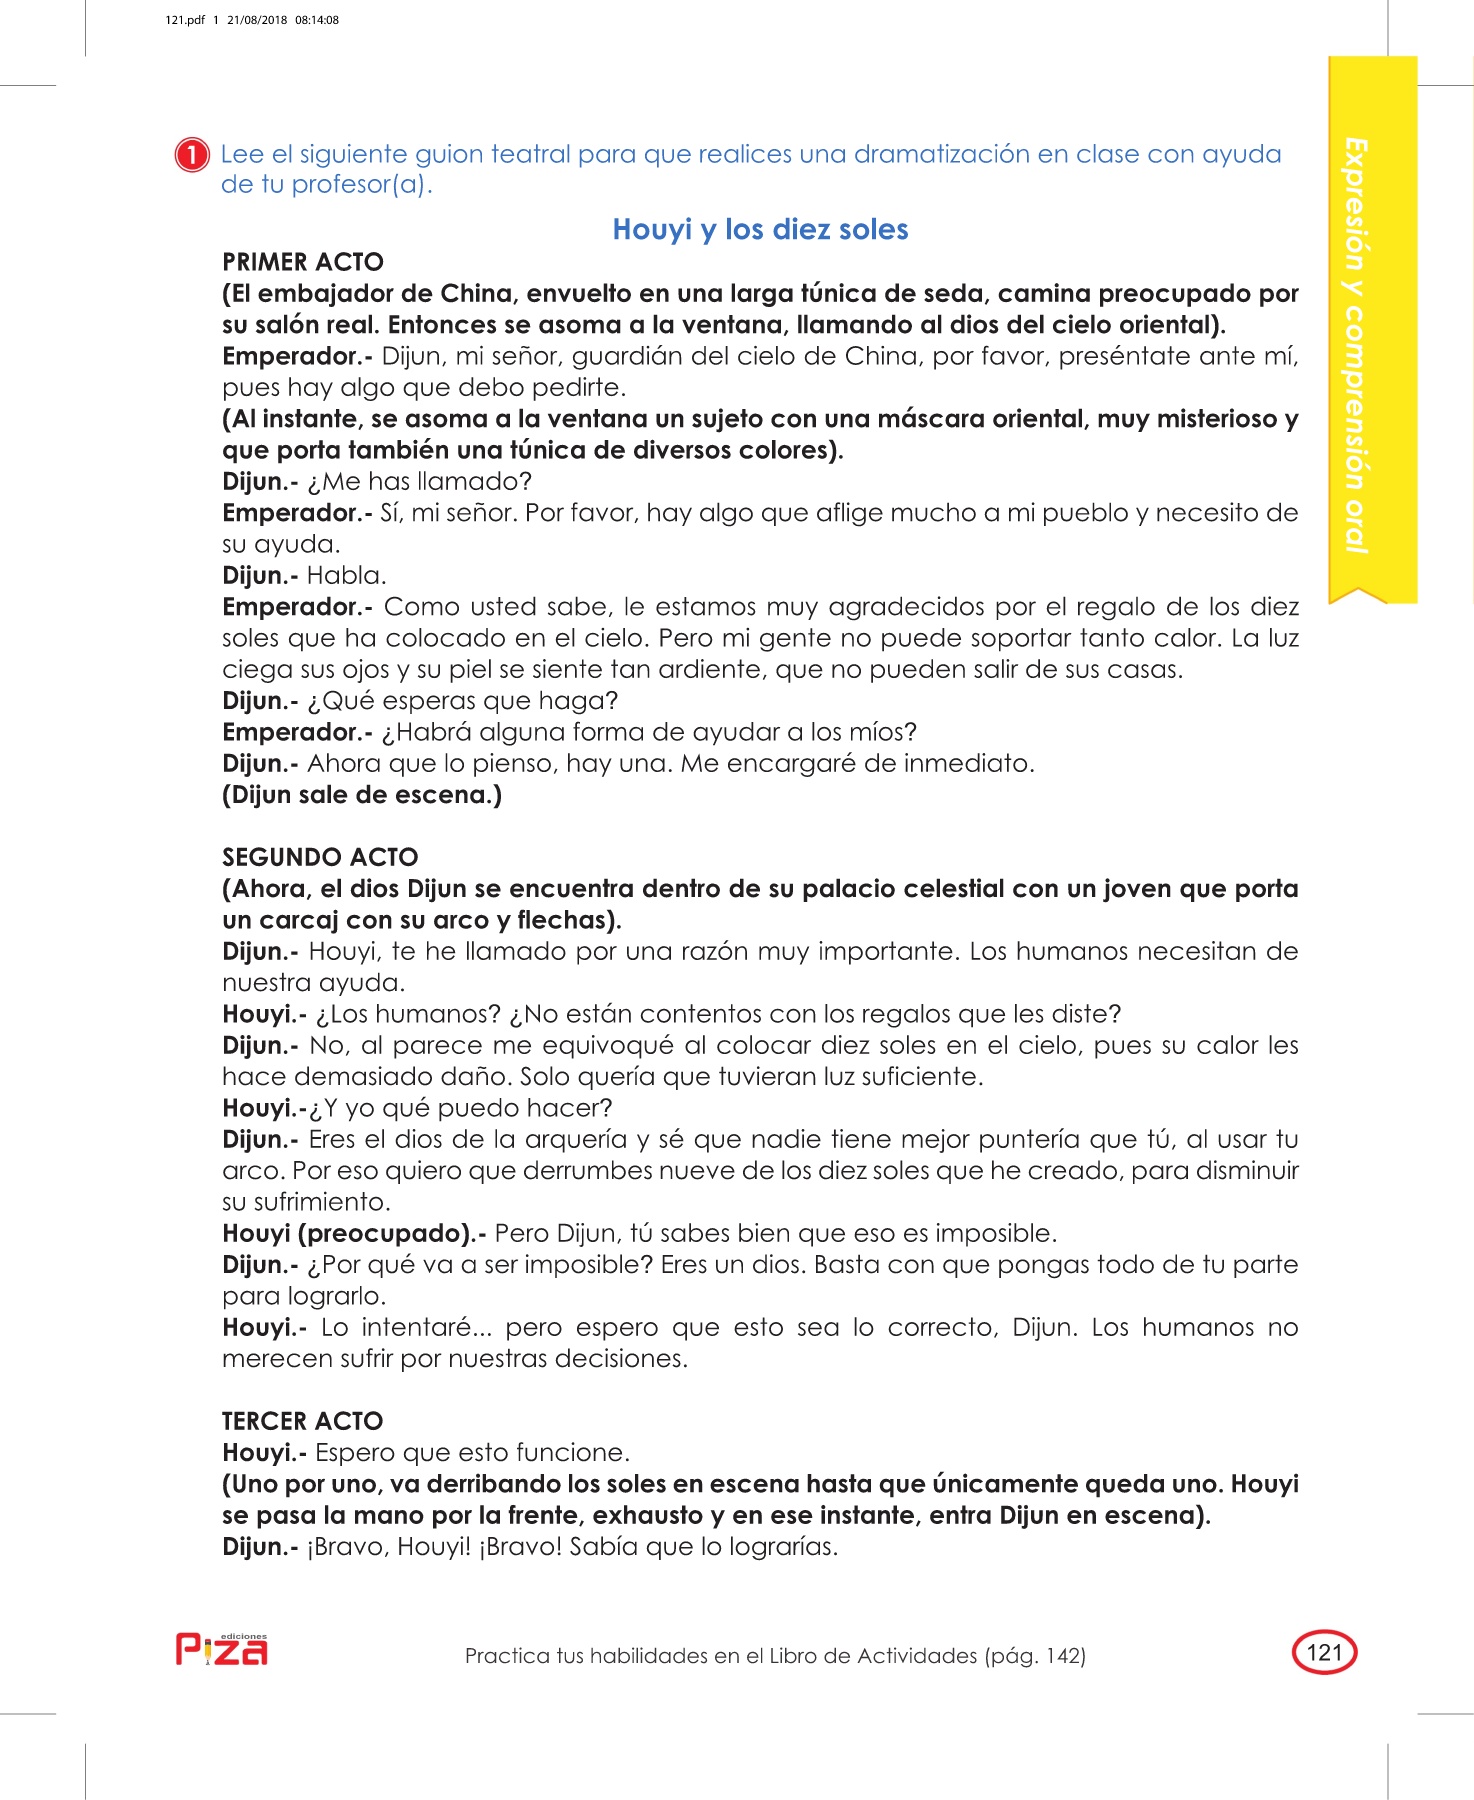 121.pdf 1 21/08/2018 08:14:08
1 Lee el siguiente guion teatral para que realices una dramatización en clase con ayuda
de tu profesor(a).
Houyi y los diez soles
PRIMER ACTO
(El embajador de China, envuelto en una larga túnica de seda, camina preocupado por
su salón real. Entonces se asoma a la ventana, llamando al dios del cielo oriental).
Emperador.- Dijun, mi señor, guardián del cielo de China, por favor, preséntate ante mí,
pues hay algo que debo pedirte.
(Al instante, se asoma a la ventana un sujeto con una máscara oriental, muy misterioso y
que porta también una túnica de diversos colores).
Dijun.- ¿Me has llamado?
Emperador.- Sí, mi señor. Por favor, hay algo que aflige mucho a mi pueblo y necesito de
su ayuda.
Dijun.- Habla.
Emperador.- Como usted sabe, le estamos muy agradecidos por el regalo de los diez
soles que ha colocado en el cielo. Pero mi gente no puede soportar tanto calor. La luz
ciega sus ojos y su piel se siente tan ardiente, que no pueden salir de sus casas.
Dijun.- ¿Qué esperas que haga?
Emperador.- ¿Habrá alguna forma de ayudar a los míos?
Dijun.- Ahora que lo pienso, hay una. Me encargaré de inmediato.
(Dijun sale de escena.)
SEGUNDO ACTO
(Ahora, el dios Dijun se encuentra dentro de su palacio celestial con un joven que porta
un carcaj con su arco y flechas).
Dijun.- Houyi, te he llamado por una razón muy importante. Los humanos necesitan de
nuestra ayuda.
Houyi.- ¿Los humanos? ¿No están contentos con los regalos que les diste?
Dijun.- No, al parece me equivoqué al colocar diez soles en el cielo, pues su calor les
hace demasiado daño. Solo quería que tuvieran luz suficiente.
Houyi.-¿Y yo qué puedo hacer?
Dijun.- Eres el dios de la arquería y sé que nadie tiene mejor puntería que tú, al usar tu
arco. Por eso quiero que derrumbes nueve de los diez soles que he creado, para disminuir
su sufrimiento.
Houyi (preocupado).- Pero Dijun, tú sabes bien que eso es imposible.
Dijun.- ¿Por qué va a ser imposible? Eres un dios. Basta con que pongas todo de tu parte
para lograrlo.
Houyi.- Lo intentaré... pero espero que esto sea lo correcto, Dijun. Los humanos no
merecen sufrir por nuestras decisiones.
TERCER ACTO
Houyi.- Espero que esto funcione.
(Uno por uno, va derribando los soles en escena hasta que únicamente queda uno. Houyi
se pasa la mano por la frente, exhausto y en ese instante, entra Dijun en escena).
Dijun.- ¡Bravo, Houyi! ¡Bravo! Sabía que lo lograrías.
Expresión y comprensión oral
ediciones
Piza
Practica tus habilidades en el Libro de Actividades (pág. 142)
121